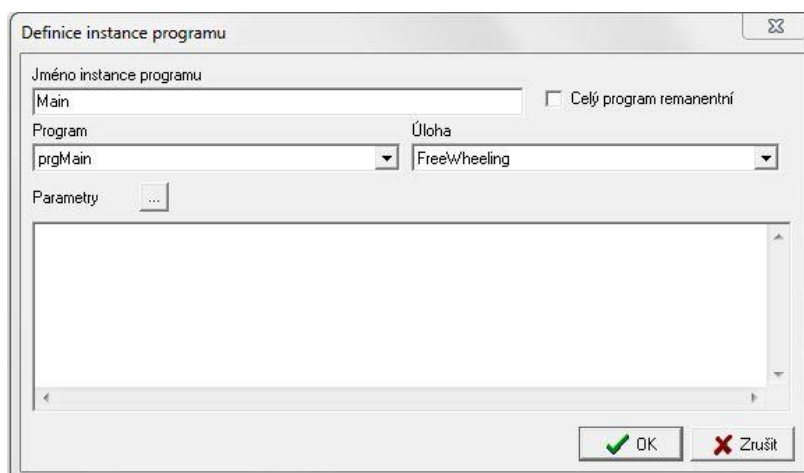 Definice instance programu
Jméno instance programu
Main
Celý program remanentní
Program
Úloha
prgMain
FreeWheeling
Parametry
...
OK
Zrušit